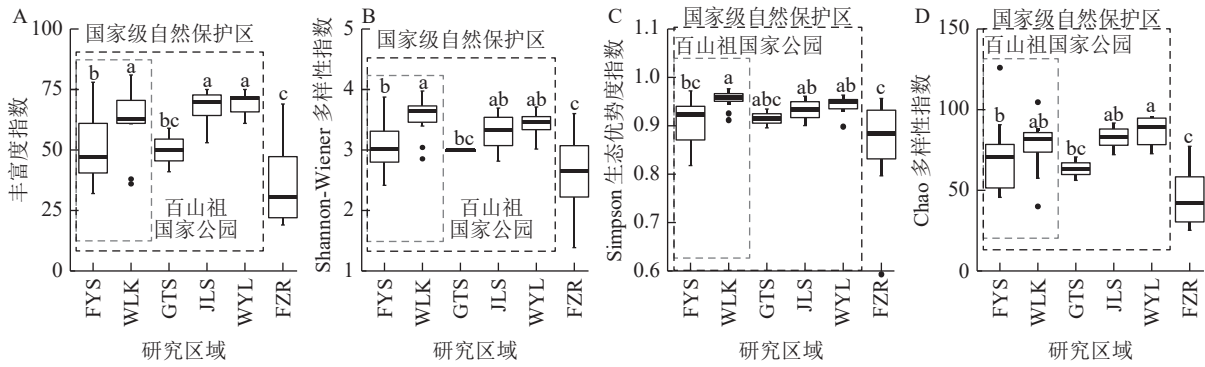 A
国家级自然保护区
b
a
bc
a
a
c
百山祖
国家公园
丰富度指数
100
75
50
25
0
FYS
WLK
GTS
JLS
WYL
FZR
研究区域
B
国家级自然保护区
b
a
bc
ab
ab
c
百山祖
国家公园
Shannon-Wiener 多样性指数
5
4
3
2
1
FYS
WLK
GTS
JLS
WYL
FZR
研究区域
C
国家级自然保护区
百山祖国家公园
bc
a
abc
ab
ab
c
Simpson 生态优势度指数
1.1
1.0
0.9
0.8
0.7
0.6
FYS
WLK
GTS
JLS
WYL
FZR
研究区域
D
国家级自然保护区
百山祖国家公园
b
ab
bc
ab
a
c
Chao 多样性指数
150
100
50
0
FYS
WLK
GTS
JLS
WYL
FZR
研究区域